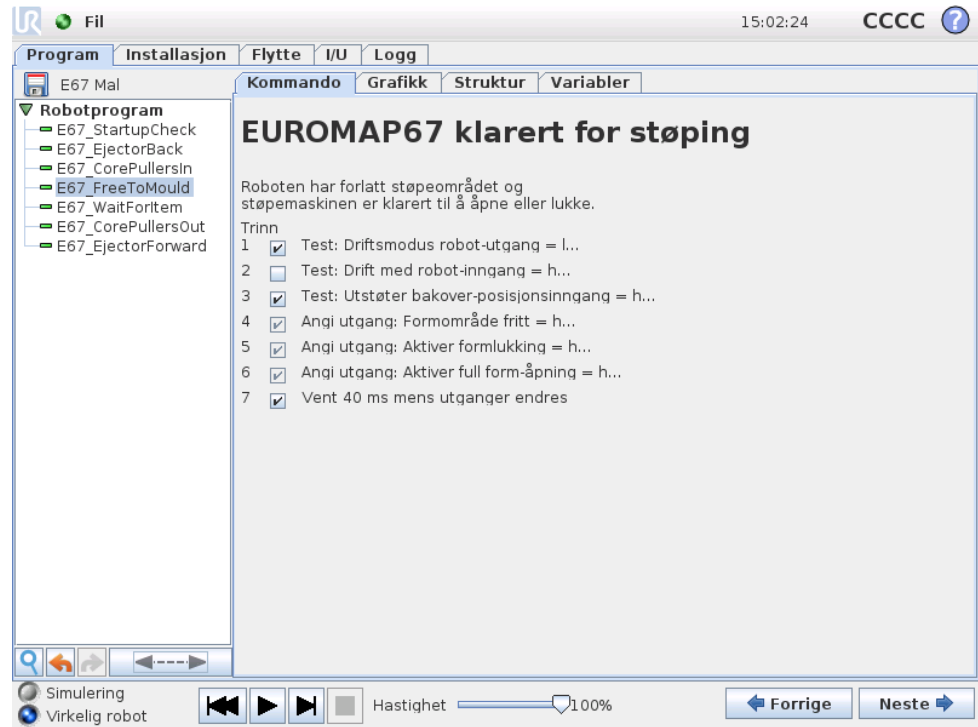 UR Fil 15:02:24 CCCC ?
Program Installasjon Flytte I/U Logg
E67 Mal
Kommando Grafikk Struktur Variabler
Robotprogram
E67_StartupCheck
E67_EjectorBack
E67_CorePullersIn
E67_FreeToMould
E67_WaitForItem
E67_CorePullersOut
E67_EjectorForward
EUROMAP67 klarert for støping
Roboten har forlatt støpeområdet og
støpemaskinen er klarert til å åpne eller lukke.
Trinn
1 Test: Driftsmodus robot-utgang = l...
2 Test: Drift med robot-inngang = h...
3 Test: Utstøter bakover-posisjonsinngang = h...
4 Angi utgang: Formområde fritt = h...
5 Angi utgang: Aktiver formlukking = h...
6 Angi utgang: Aktiver full form-åpning = h...
7 Vent 40 ms mens utganger endres
Simulering
Virkelig robot
Hastighet 100%
Forrige Neste